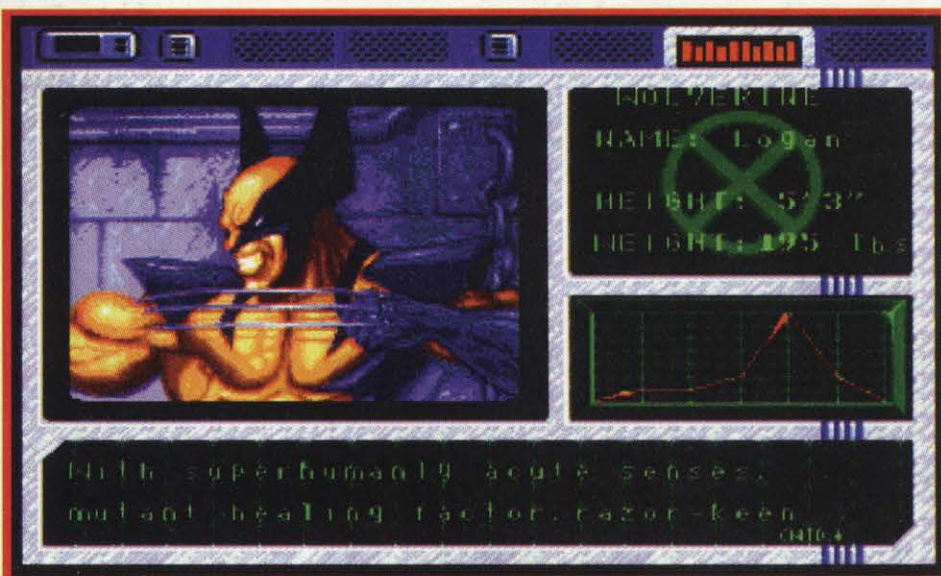 WOLVERINE
NAME: Logan
HEIGHT: 5'3"
WEIGHT: 195 lbs
With superhumanly acute senses,
mutant healing factor, razor-keen